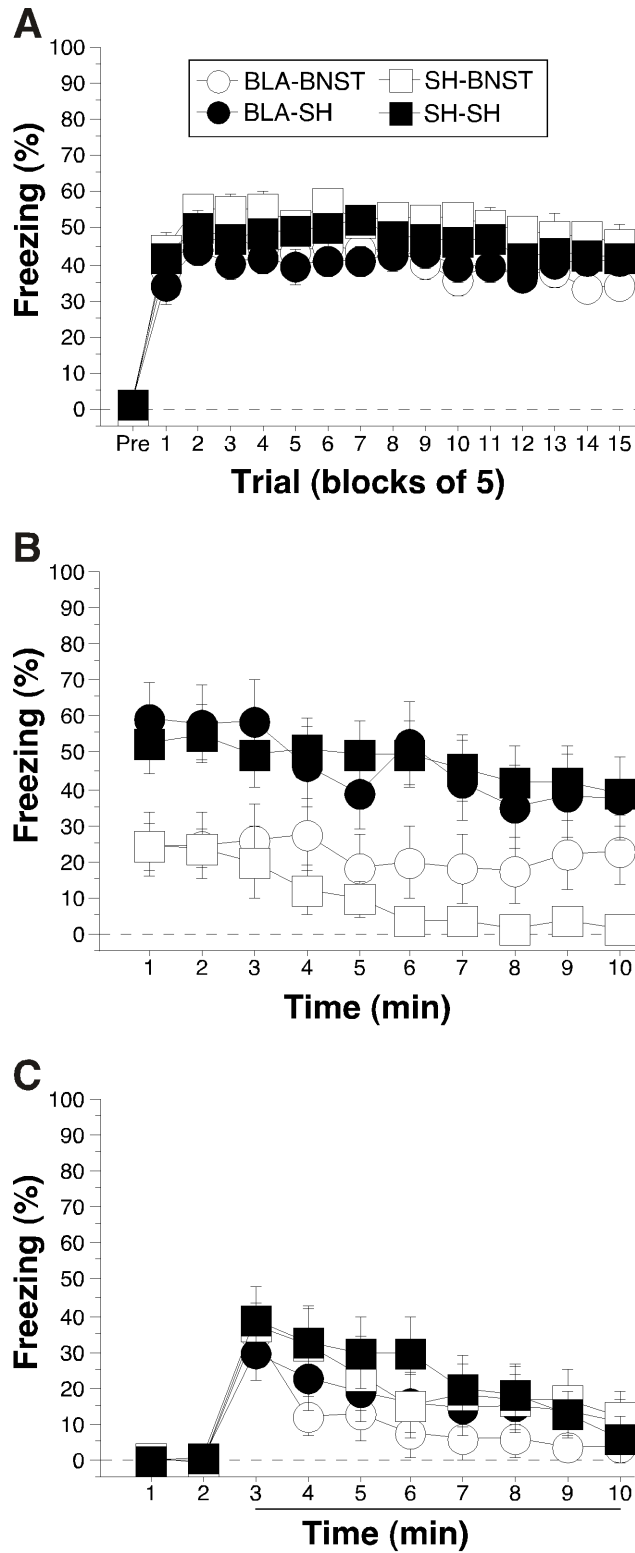 A
100
90
80
70
60
50
40
30
20
10
0
Freezing (%)
BLA-BNST SH-BNST
BLA-SH SH-SH
Pre 1 2 3 4 5 6 7 8 9 10 11 12 13 14 15
Trial (blocks of 5)
B
100
90
80
70
60
50
40
30
20
10
0
Freezing (%)
1 2 3 4 5 6 7 8 9 10
Time (min)
C
100
90
80
70
60
50
40
30
20
10
0
Freezing (%)
1 2 3 4 5 6 7 8 9 10
Time (min)